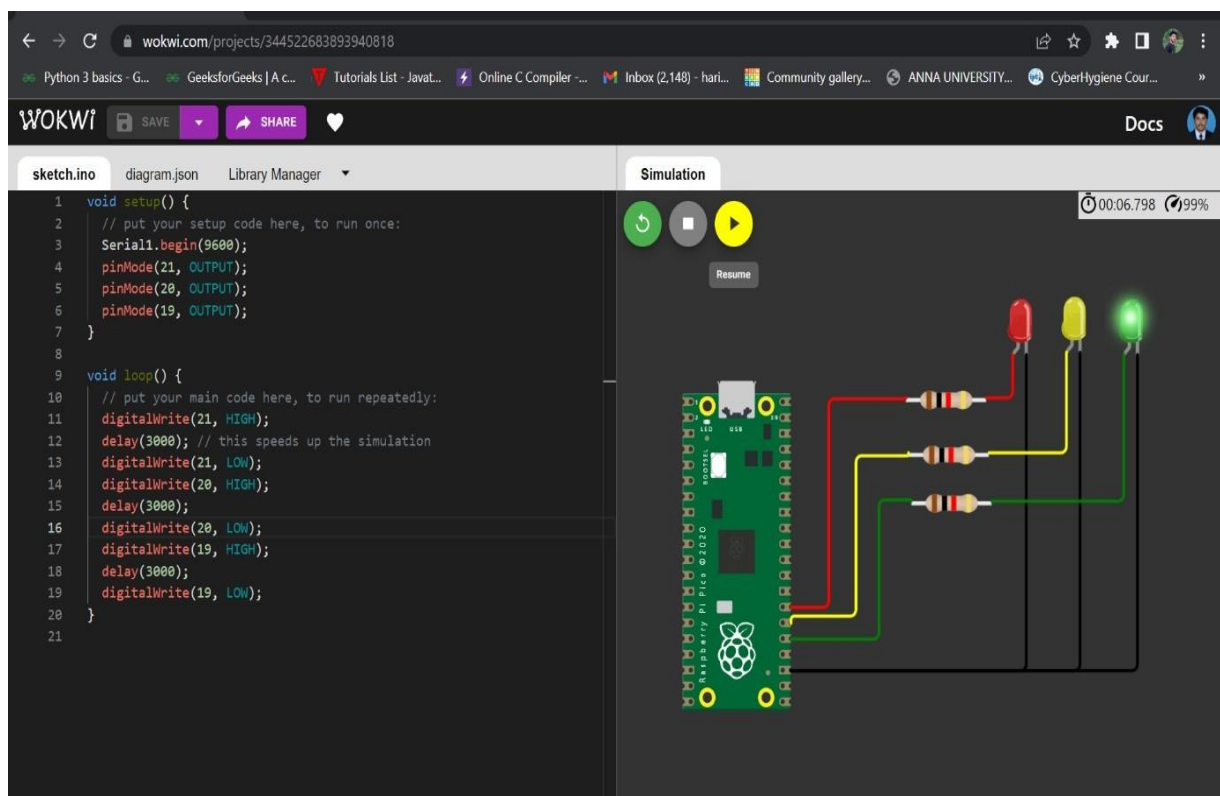 wokwi.com/projects/344522683893940818
Python 3 basics - G... GeeksforGeeks | A c... Tutorials List - Javat... Online C Compiler -... Inbox (2,148) - hari... Community gallery... ANNA UNIVERSITY... CyberHygiene Cour... »
WOKWi SAVE SHARE Docs
sketch.ino diagram.json Library Manager Simulation
1 void setup() {
2 // put your setup code here, to run once:
3 Serial1.begin(9600);
4 pinMode(21, OUTPUT);
5 pinMode(20, OUTPUT);
6 pinMode(19, OUTPUT);
7 }
8
9 void loop() {
10 // put your main code here, to run repeatedly:
11 digitalWrite(21, HIGH);
12 delay(3000); // this speeds up the simulation
13 digitalWrite(21, LOW);
14 digitalWrite(20, HIGH);
15 delay(3000);
16 digitalWrite(20, LOW);
17 digitalWrite(19, HIGH);
18 delay(3000);
19 digitalWrite(19, LOW);
20 }
21
00:06.798 99%
Resume
LED USB
BOOTSEL
Raspberry Pi Pico ©2020